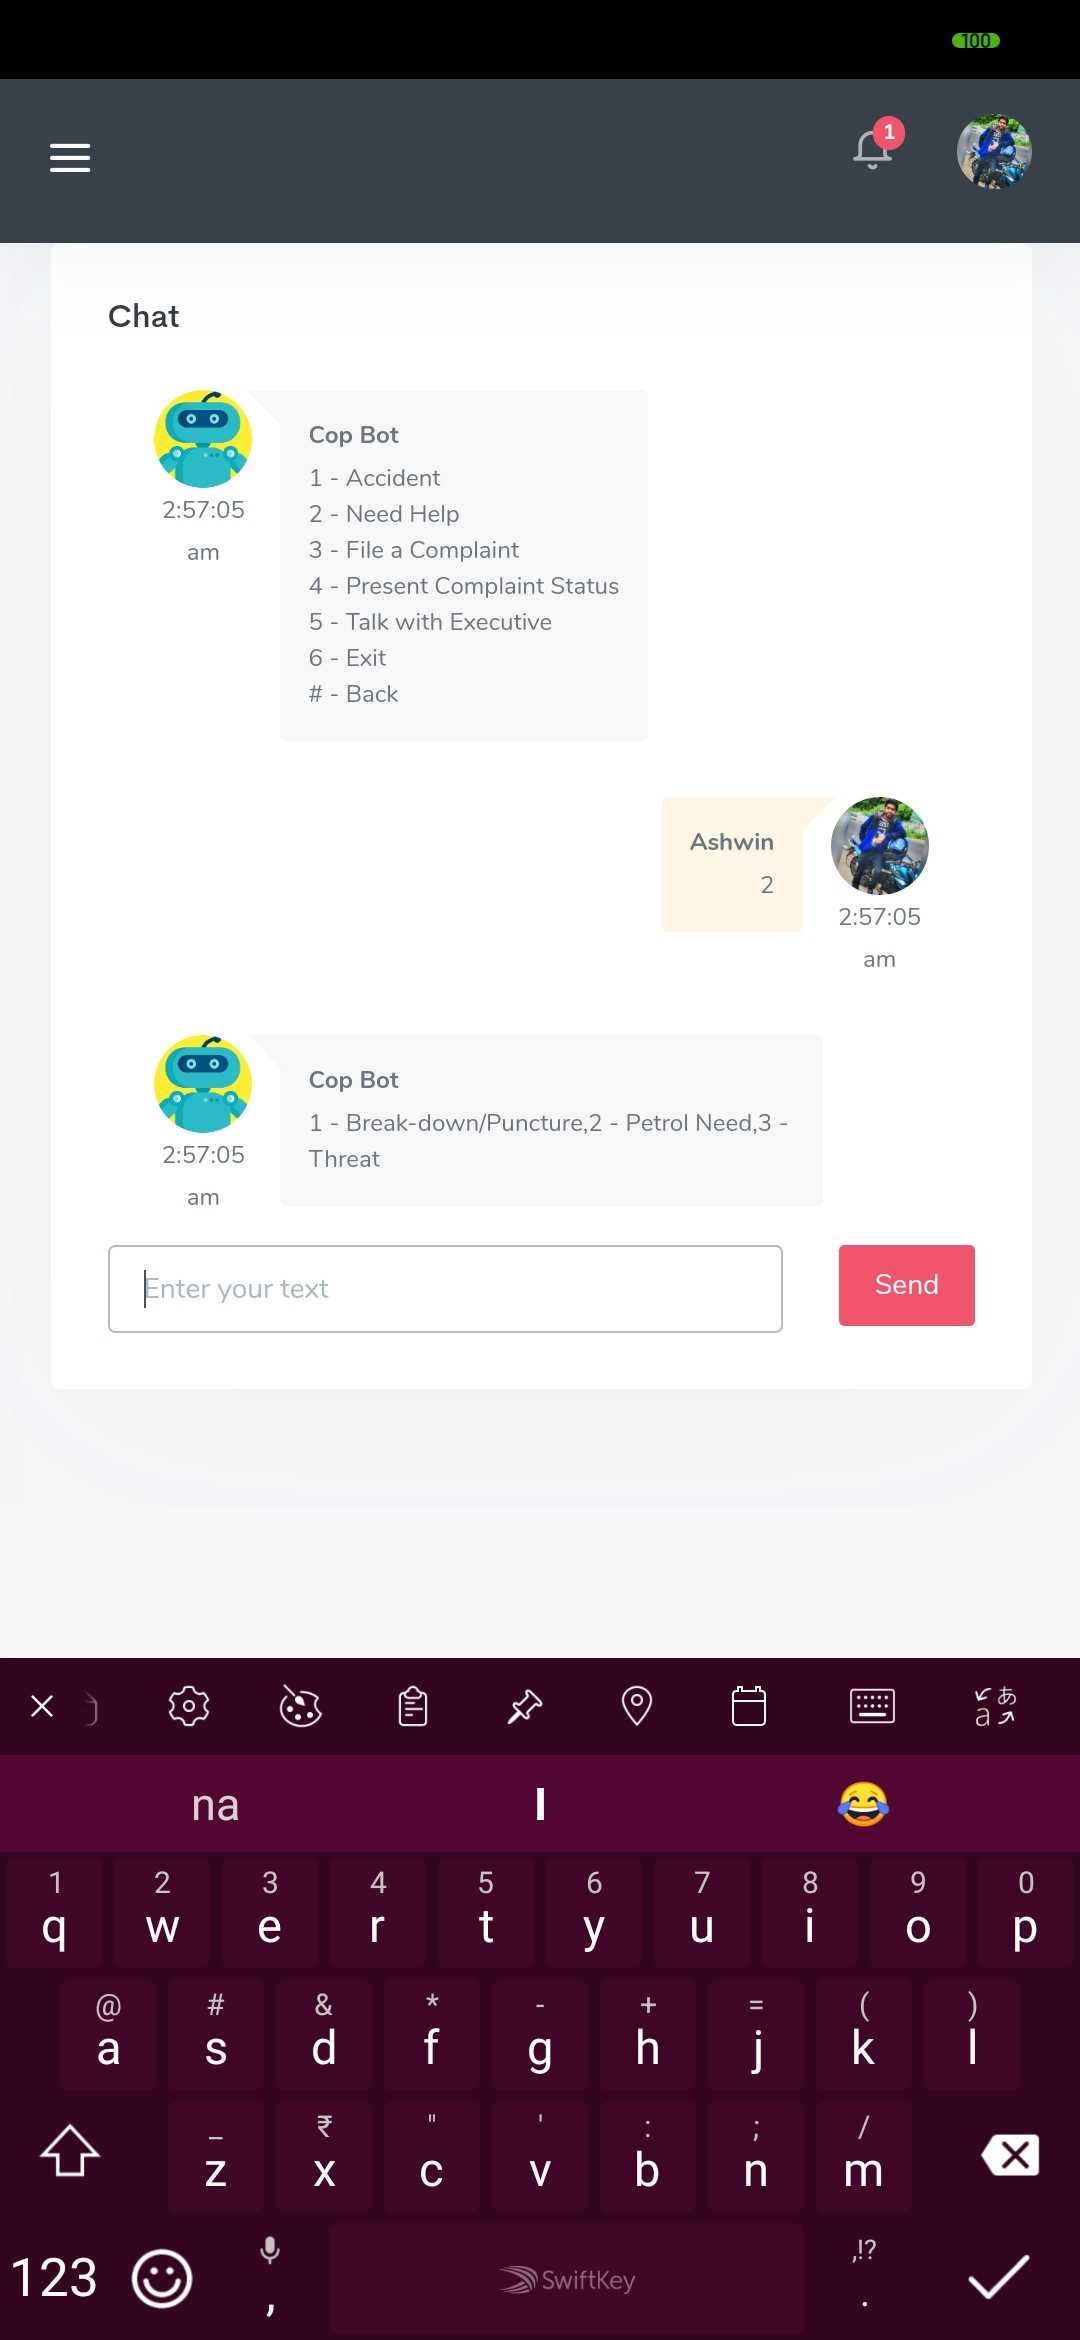 100
1
Chat
Cop Bot
1 - Accident
2 - Need Help
3 - File a Complaint
4 - Present Complaint Status
5 - Talk with Executive
6 - Exit
# - Back
2:57:05
am
Ashwin
2
2:57:05
am
Cop Bot
1 - Break-down/Puncture,2 - Petrol Need,3 -
Threat
2:57:05
am
Enter your text
Send
あ
a
na I 😂
1 2 3 4 5 6 7 8 9 0
q w e r t y u i o p
@ # & * - + = ( )
a s d f g h j k l
_ ₹ " ' : ; /
z x c v b n m
123 , SwiftKey ,!? .